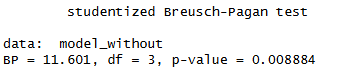 studentized Breusch-Pagan test
data:  model_without
BP = 11.601, df = 3, p-value = 0.008884